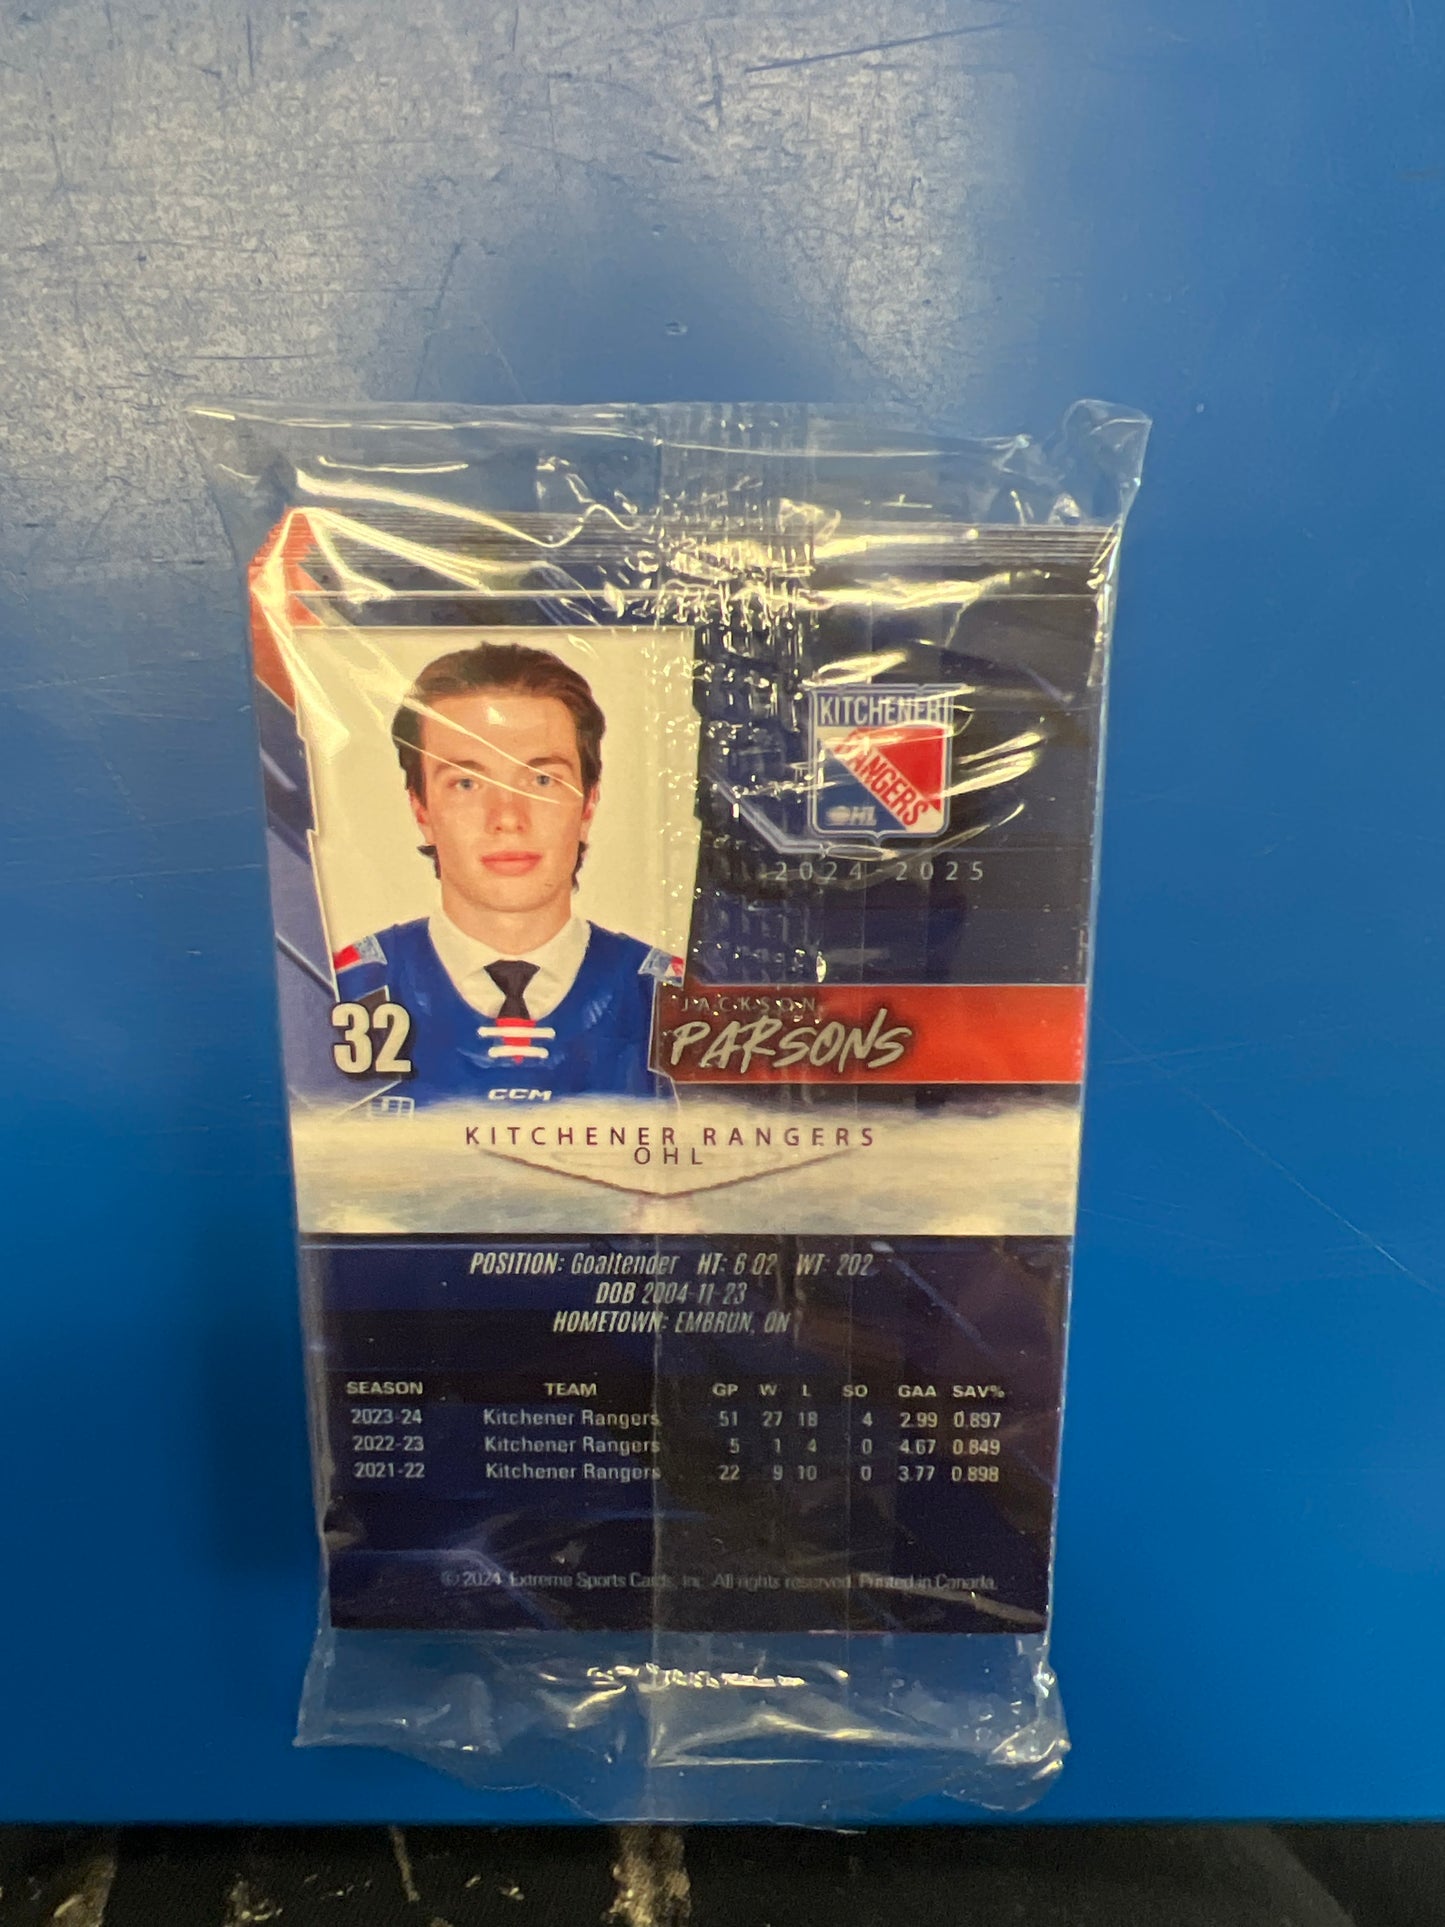 KITCHENER
RANGERS
OHL
2024-2025
32
JACKSON
PARSONS
CCM
KITCHENER RANGERS
OHL
POSITION: Goaltender HT: 6 02 WT: 202
DOB 2004-11-23
HOMETOWN: EMBRUN, ON
SEASON TEAM GP W L SO GAA SAV%
2023-24 Kitchener Rangers 51 27 18 4 2.99 0.897
2022-23 Kitchener Rangers 5 1 4 0 4.67 0.849
2021-22 Kitchener Rangers 22 9 10 0 3.77 0.898
© 2024 Extreme Sports Cards, Inc. All rights reserved. Printed in Canada.